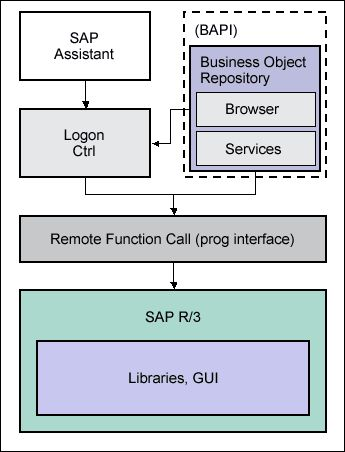 SAP
Assistant
(BAPI)
Business Object
Repository
Browser
Services
Logon
Ctrl
Remote Function Call (prog interface)
SAP R/3
Libraries, GUI